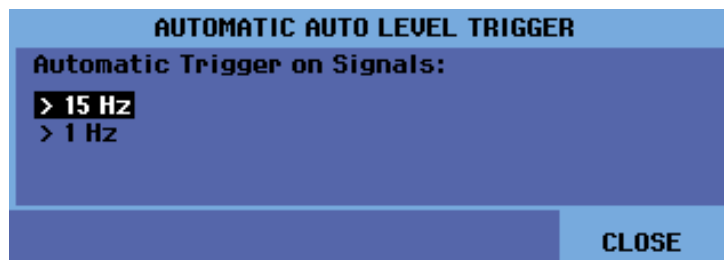 AUTOMATIC AUTO LEVEL TRIGGER
Automatic Trigger on Signals:
> 15 Hz
> 1 Hz
CLOSE